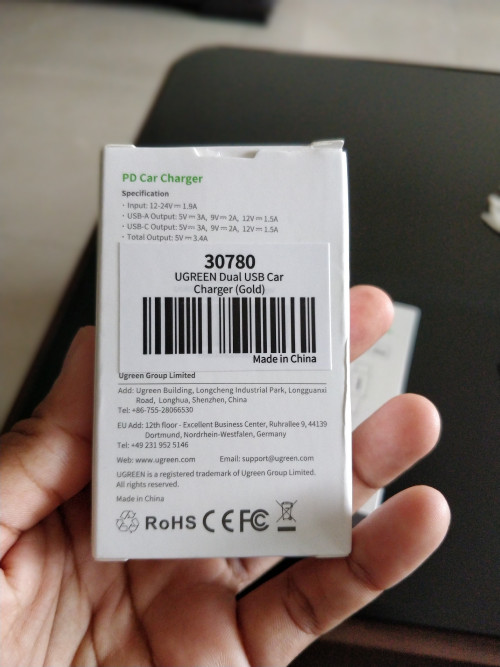 PD Car Charger
Specification
· Input: 12-24V⎓ 1.9A
· USB-A Output: 5V⎓3A, 9V⎓2A, 12V⎓1.5A
· USB-C Output: 5V⎓3A, 9V⎓2A, 12V⎓1.5A
· Total Output: 5V⎓3.4A
30780
UGREEN Dual USB Car
Charger (Gold)
Made in China
Ugreen Group Limited
Add: Ugreen Building, Longcheng Industrial Park, Longguanxi
Road, Longhua, Shenzhen, China
Tel: +86-755-28066530
EU Add: 12th floor - Excellent Business Center, Ruhrallee 9, 44139
Dortmund, Nordrhein-Westfalen, Germany
Tel: +49 231 952 5146
Web: www.ugreen.com Email: support@ugreen.com
UGREEN is a registered trademark of Ugreen Group Limited.
All rights reserved.
Made in China
RoHS CE FC